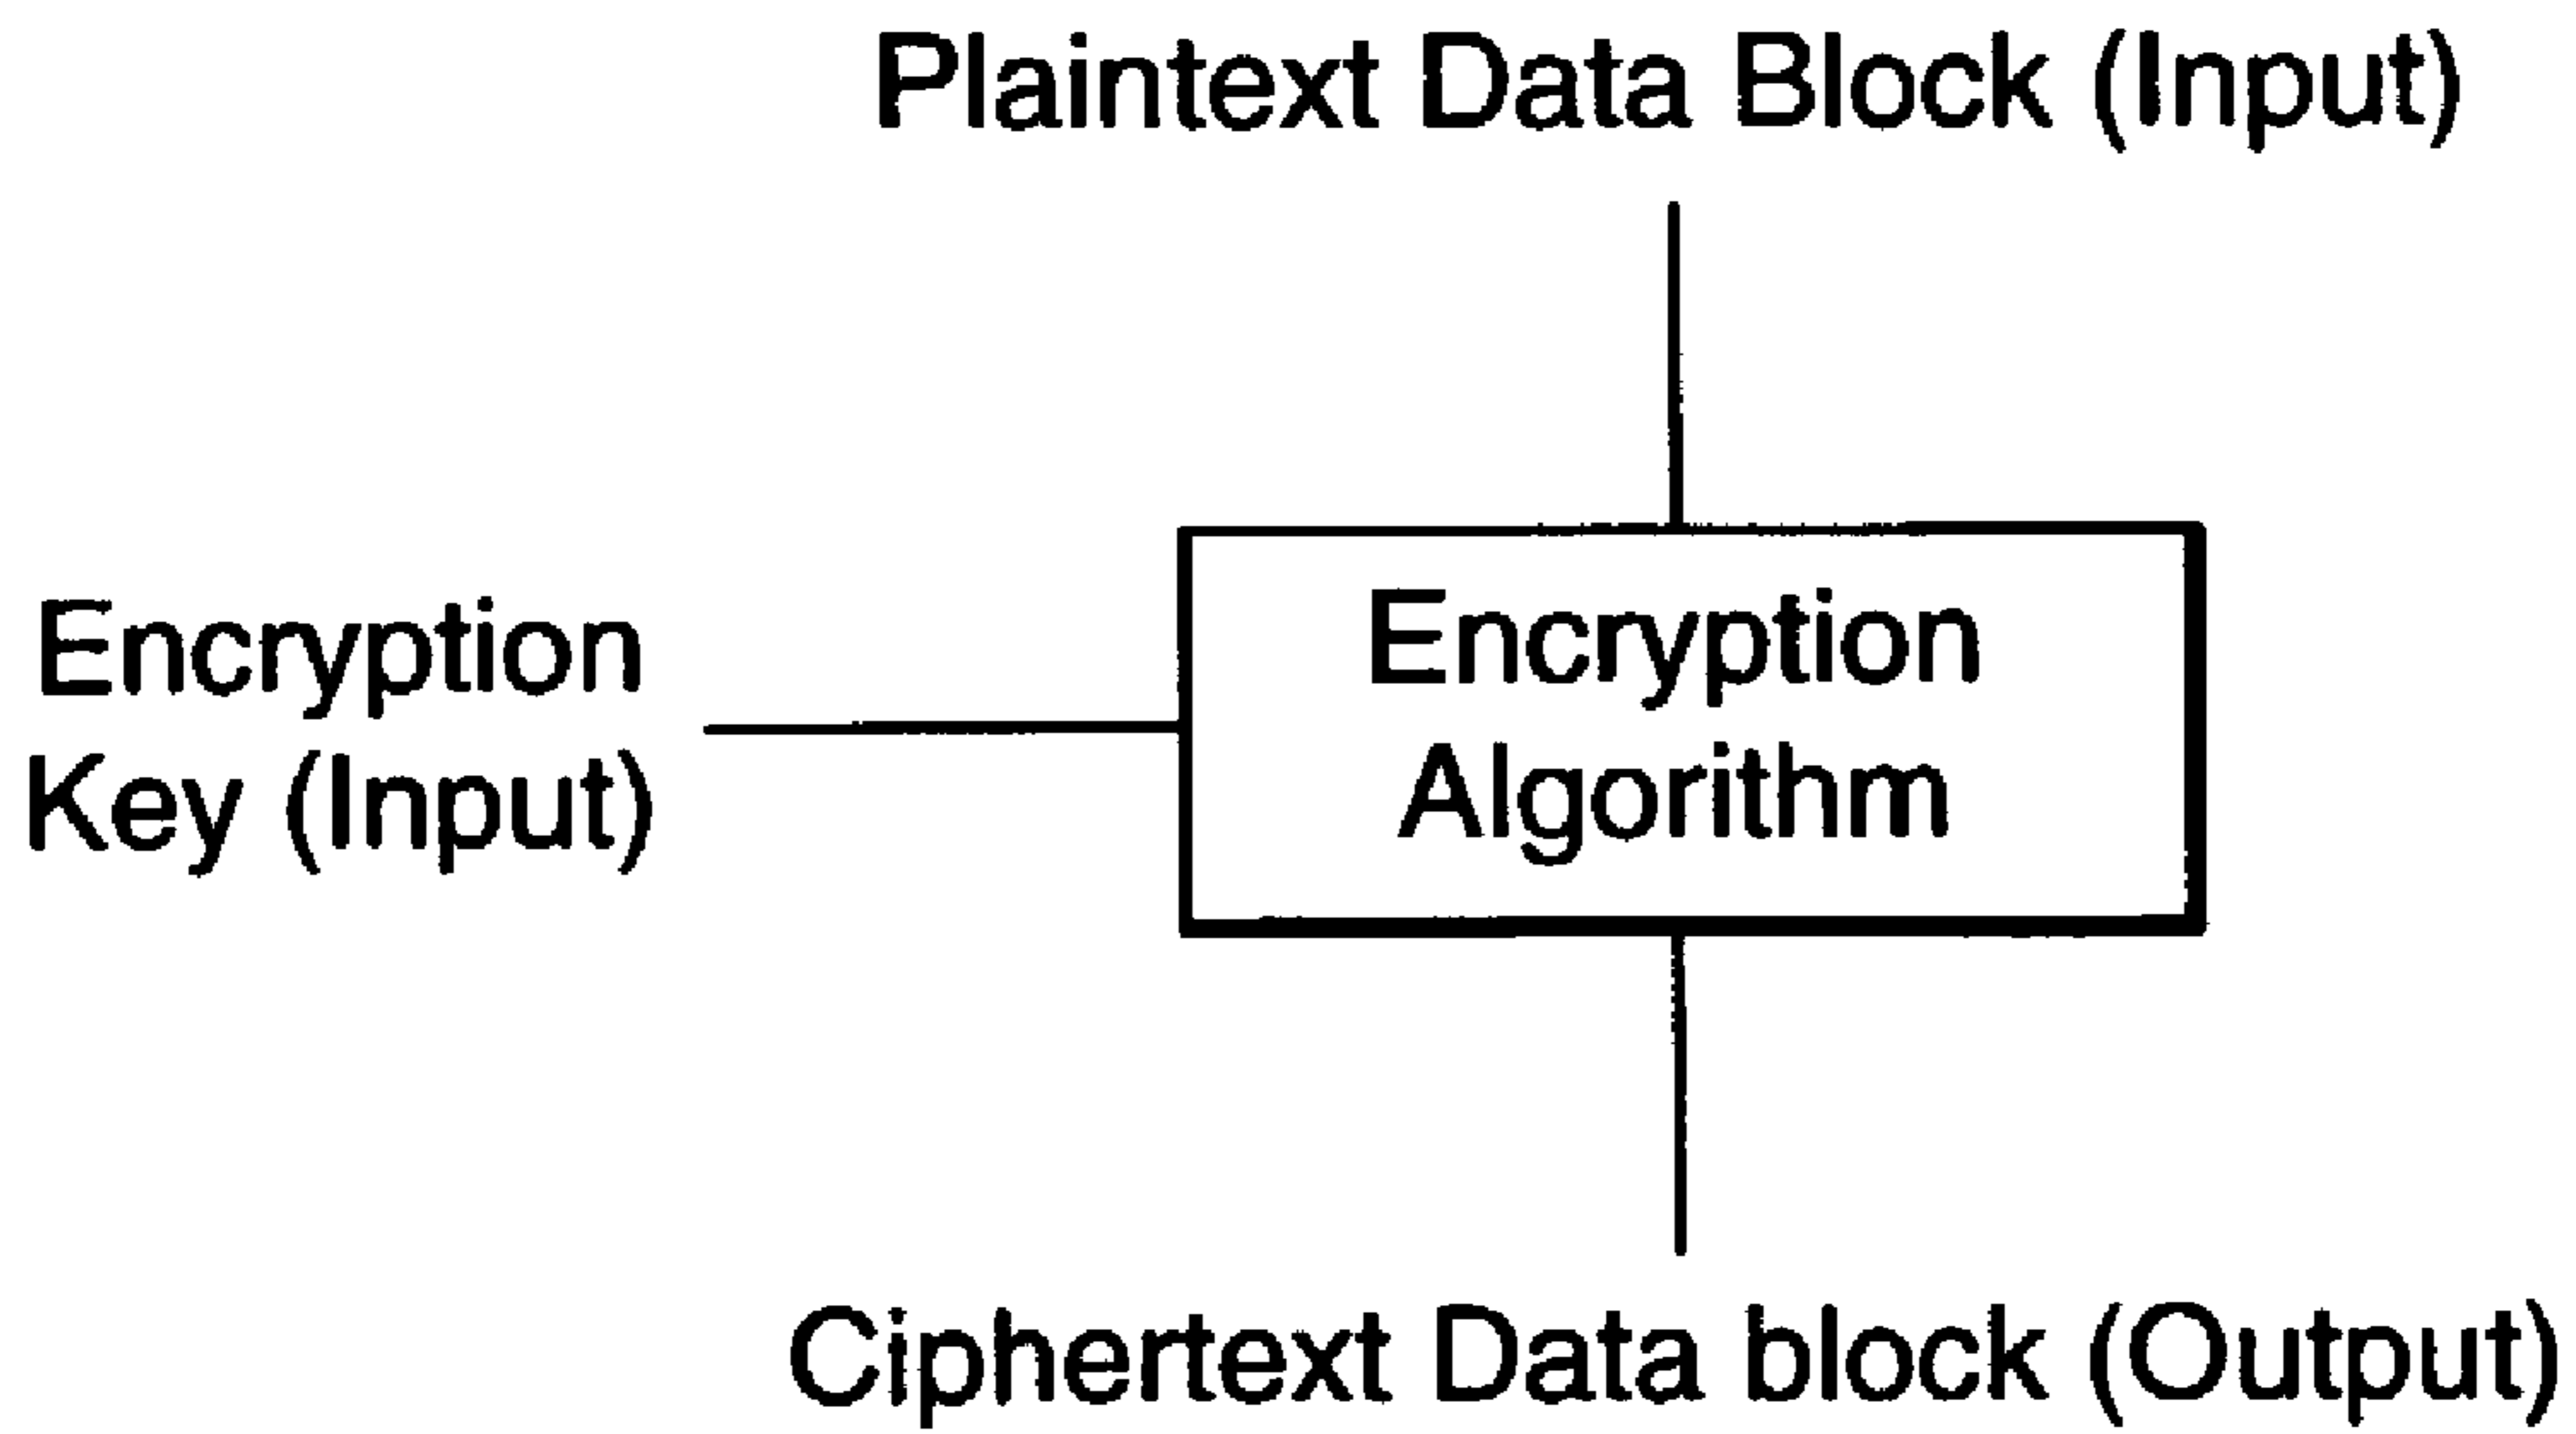 Plaintext Data Block (Input)
Encryption
Key (Input)
Encryption
Algorithm
Ciphertext Data block (Output)